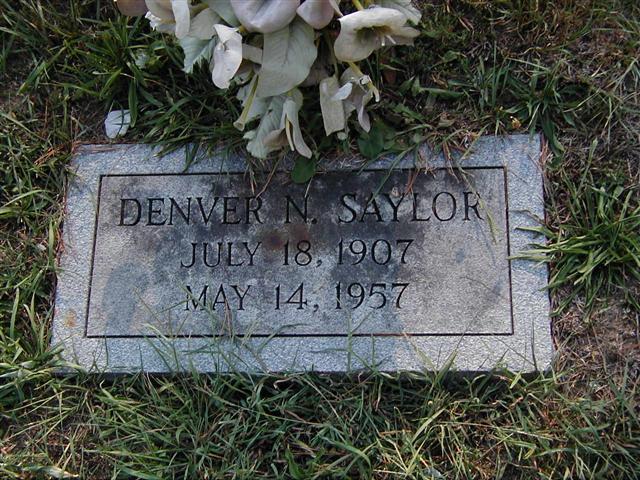 DENVER N. SAYLOR
JULY 18, 1907
MAY 14, 1957